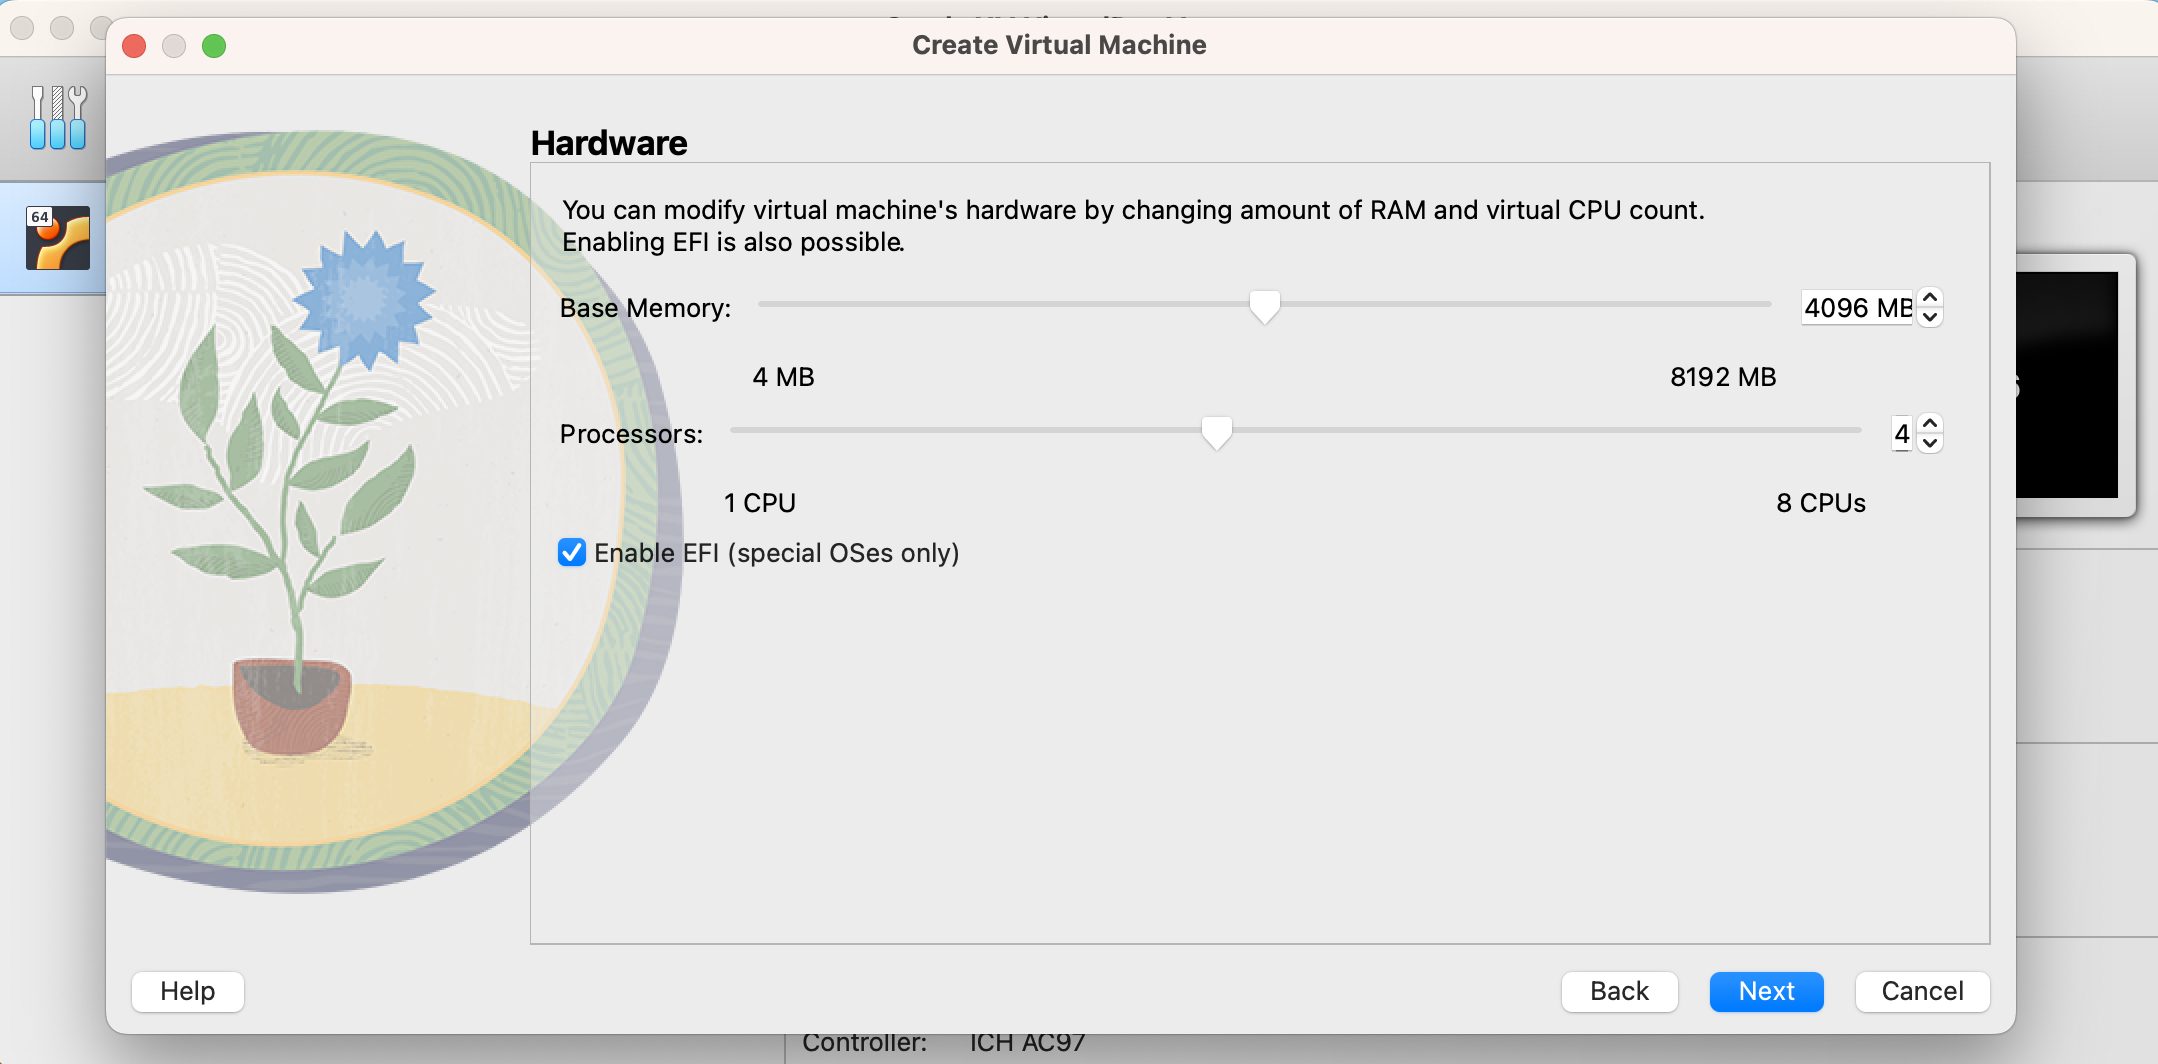 Create Virtual Machine
64
Hardware
You can modify virtual machine's hardware by changing amount of RAM and virtual CPU count.
Enabling EFI is also possible.
Base Memory:
4096 MB
4 MB
8192 MB
Processors:
4
1 CPU
8 CPUs
Enable EFI (special OSes only)
Help
Back
Next
Cancel
Controller:
ICH AC97